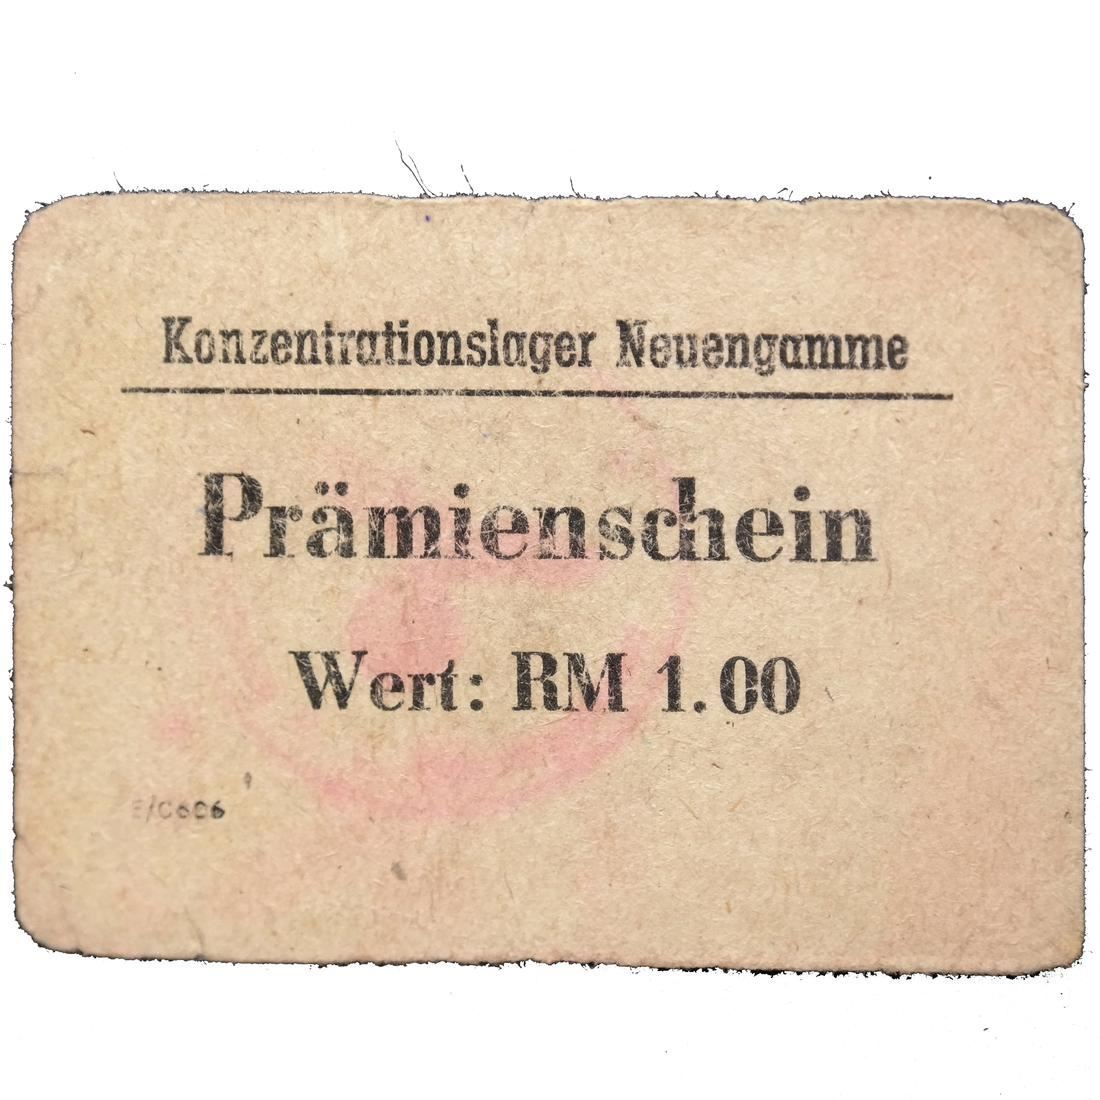 Konzentrationslager Neuengamme
Prämienschein
Wert: RM 1.00